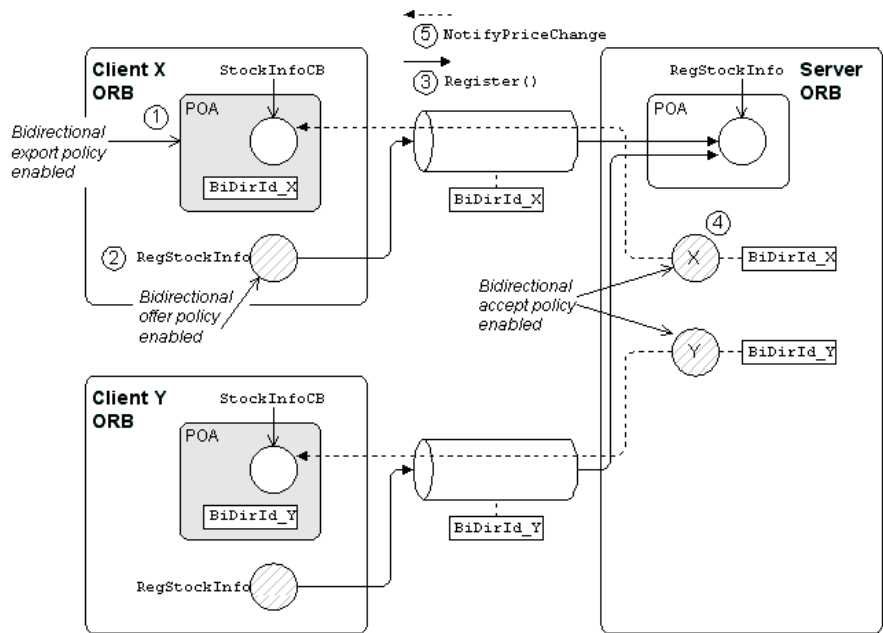 ⑤ NotifyPriceChange
③ Register()
Client X
ORB
StockInfoCB
①
POA
Bidirectional
export policy
enabled
BiDirId_X
② RegStockInfo
Bidirectional
offer policy
enabled
BiDirId_X
RegStockInfo
Server
ORB
POA
④
X
BiDirId_X
Bidirectional
accept policy
enabled
Y
BiDirId_Y
Client Y
ORB
StockInfoCB
POA
BiDirId_Y
RegStockInfo
BiDirId_Y